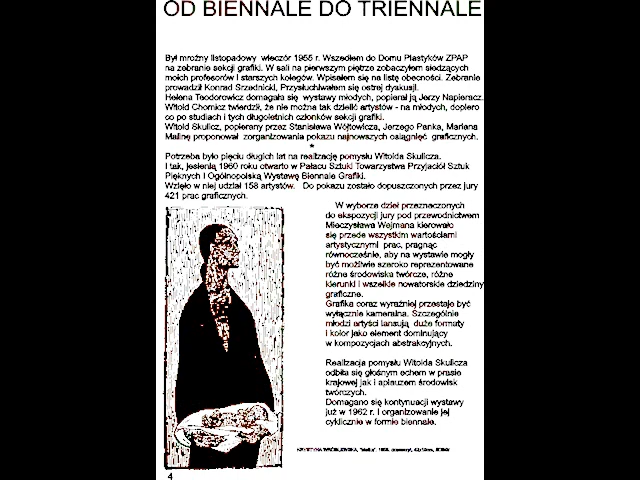 OD BIENNALE DO TRIENNALE
Był mroźny listopadowy wieczór 1955 r. Wszedłem do Domu Plastyków ZPAP
na zebranie sekcji grafiki. W sali na pierwszym piętrze zobaczyłem siedzących
moich profesorów i starszych kolegów. Wpisałem się na listę obecności. Zebranie
prowadził Konrad Srzednicki, Przysłuchiwałem się ostrej dyskusji.
Helena Teodorowicz domagała się wystawy młodych, popierał ją Jerzy Napieracz.
Witold Chomicz twierdził, że nie można tak dzielić artystów - na młodych, dopiero
co po studiach i tych długoletnich członków sekcji grafiki.
Witold Skulicz, popierany przez Stanisława Wójtowicza, Jerzego Panka, Mariana
Malinę proponował zorganizowania pokazu najnowszych osiągnięć graficznych.
*
Potrzeba było pięciu długich lat na realizację pomysłu Witolda Skulicza.
I tak, jesienią 1960 roku otwarto w Pałacu Sztuki Towarzystwa Przyjaciół Sztuk
Pięknych I Ogólnopolską Wystawę Biennale Grafiki.
Wzięło w niej udział 158 artystów. Do pokazu zostało dopuszczonych przez jury
421 prac graficznych.
W wyborze dzieł przeznaczonych
do ekspozycji jury pod przewodnictwem
Mieczysława Wejmana kierowało
się przede wszystkim wartościami
artystycznymi prac, pragnąc
równocześnie, aby na wystawie mogły
być możliwie szeroko reprezentowane
różne środowiska twórcze, różne
kierunki i wszelkie nowatorskie dziedziny
graficzne.
Grafika coraz wyraźniej przestaje być
wyłącznie kameralna. Szczególnie
młodzi artyści lansują duże formaty
i kolor jako element dominujący
w kompozycjach abstrakcyjnych.
Realizacja pomysłu Witolda Skulicza
odbiła się głośnym echem w prasie
krajowej jak i aplauzem środowisk
twórczych.
Domagano się kontynuacji wystawy
już w 1962 r. i organizowanie jej
cyklicznie w formie biennale.
4